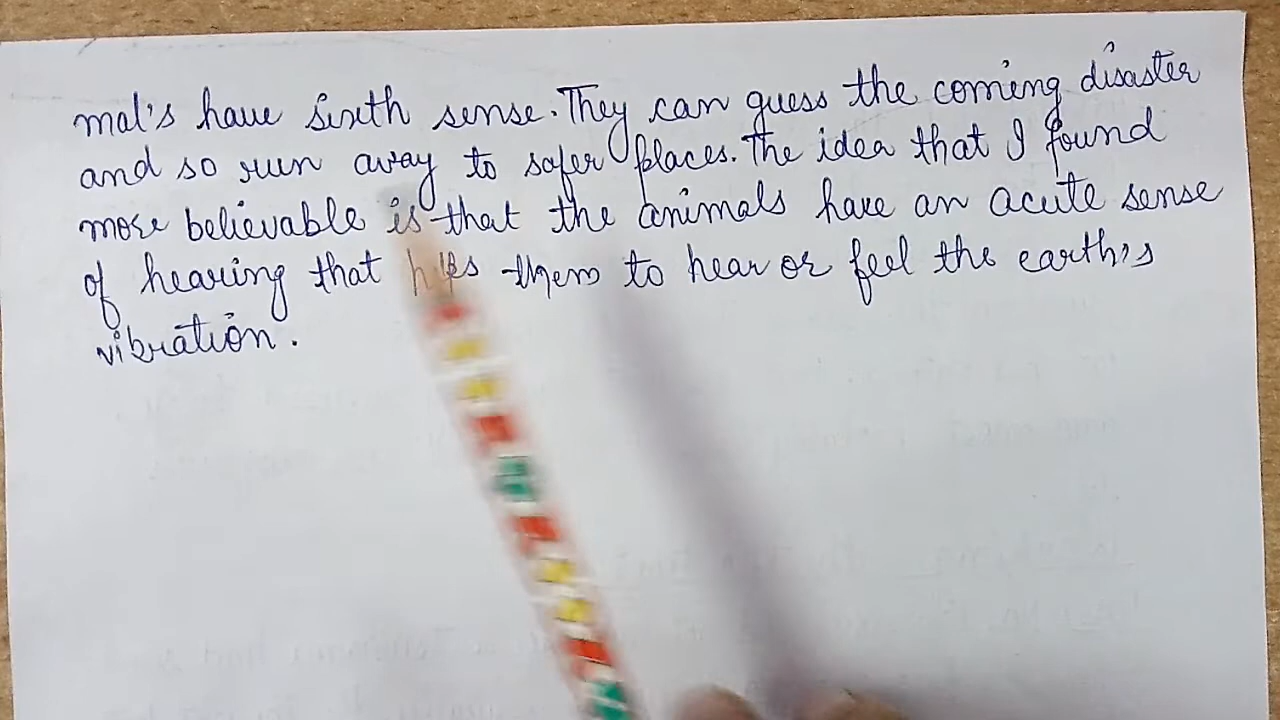 mal's have sixth sense. They can guess the coming disaster
and so run away to safer places. The idea that I found
more believable is that the animals have an acute sense
of hearing that helps them to hear or feel the earth's
vibration.